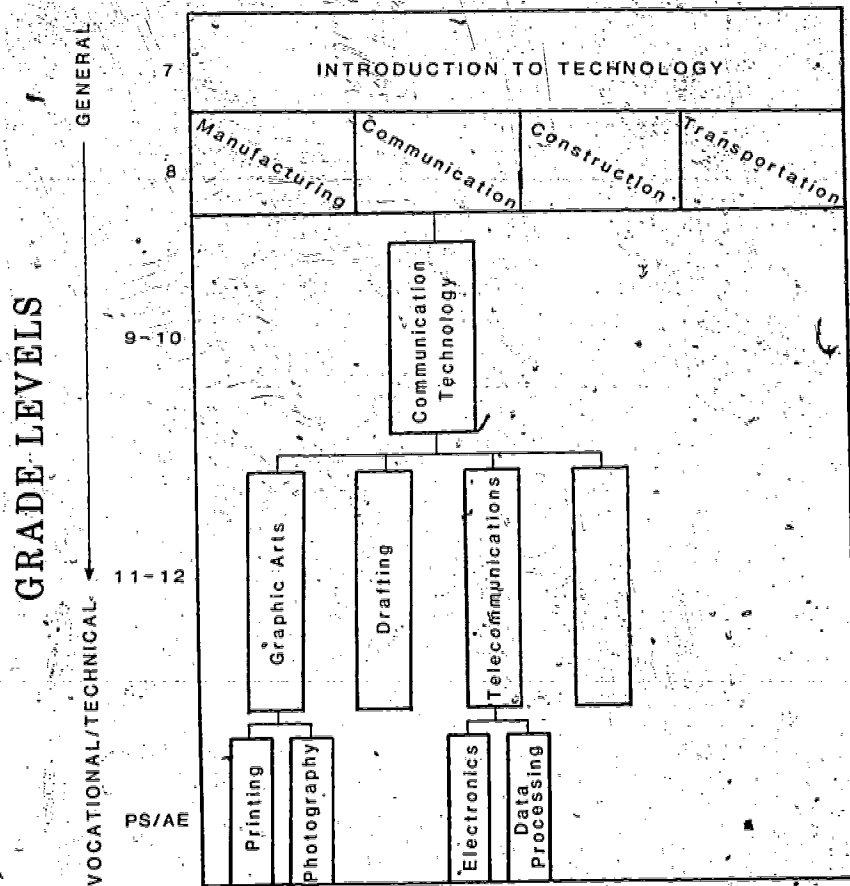 GRADE LEVELS
GENERAL
VOCATIONAL/TECHNICAL
7
INTRODUCTION TO TECHNOLOGY
8
Manufacturing
Communication
Construction
Transportation
9-10
Communication
Technology
11-12
Graphic Arts
Drafting
Telecommunications
PS/AE
Printing
Photography
Electronics
Data
Processing